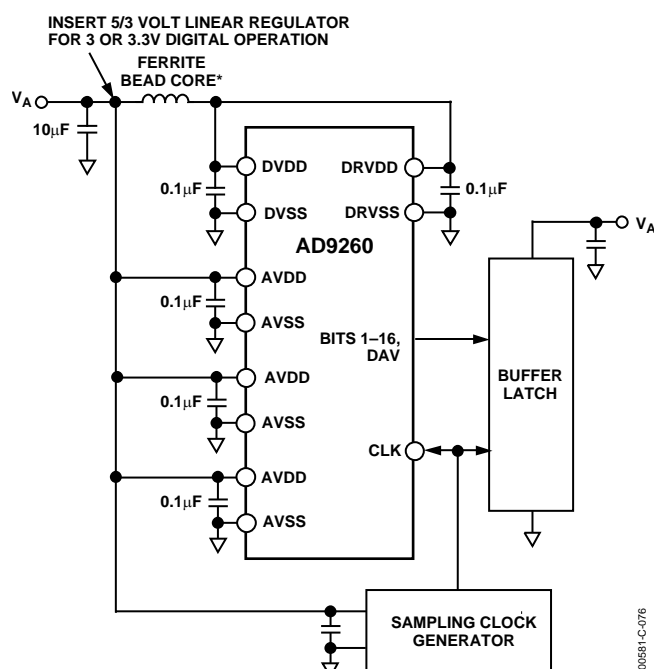 INSERT 5/3 VOLT LINEAR REGULATOR
FOR 3 OR 3.3V DIGITAL OPERATION
FERRITE
BEAD CORE*
VA
10µF
DVDD
DRVDD
0.1µF
0.1µF
DVSS
DRVSS
AD9260
VA
AVDD
0.1µF
AVSS
BITS 1–16,
DAV
AVDD
BUFFER
LATCH
0.1µF
AVSS
CLK
AVDD
0.1µF
AVSS
SAMPLING CLOCK
GENERATOR
00581-C-076